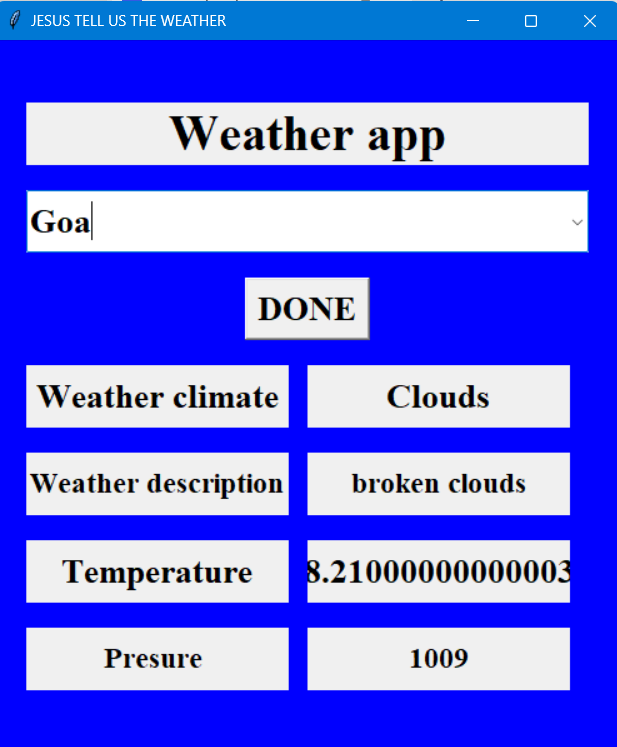 JESUS TELL US THE WEATHER
Weather app
Goa
DONE
Weather climate Clouds
Weather description broken clouds
Temperature 8.21000000000003
Presure 1009